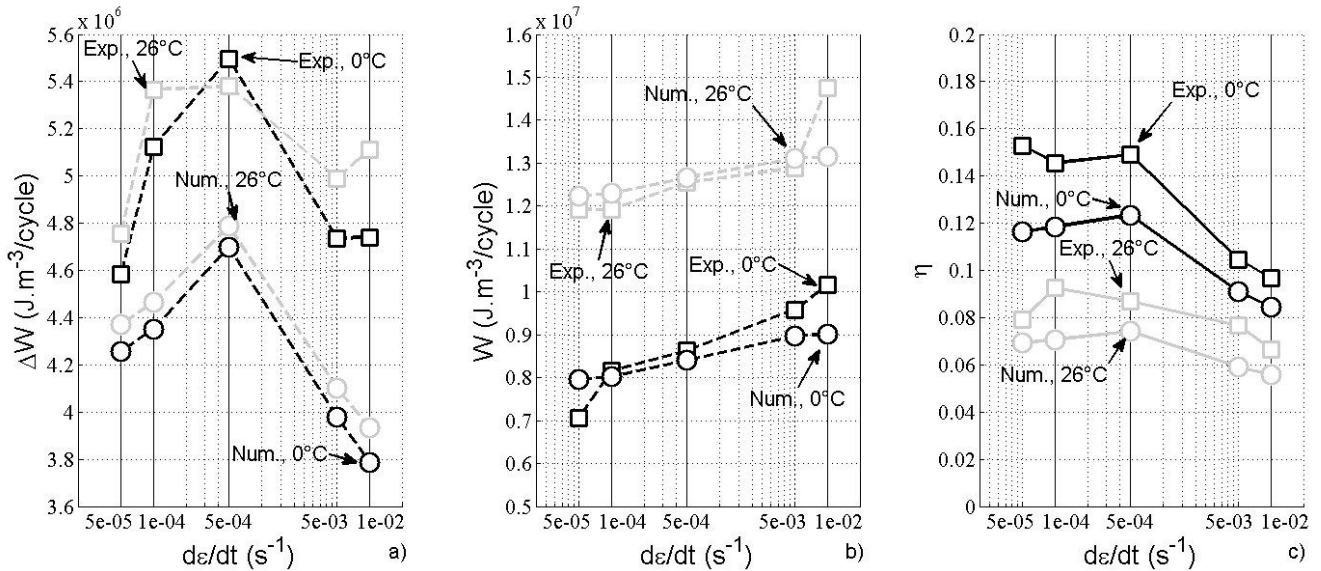 x 10⁶
5.6
5.4
5.2
5
4.8
4.6
4.4
4.2
4
3.8
3.6
ΔW (J.m⁻³/cycle)
Exp., 26°C
Exp., 0°C
Num., 26°C
Num., 0°C
5e-05 1e-04 5e-04 5e-03 1e-02
dε/dt (s⁻¹)
a)
x 10⁷
1.6
1.5
1.4
1.3
1.2
1.1
1
0.9
0.8
0.7
0.6
0.5
W (J.m⁻³/cycle)
Num., 26°C
Exp., 26°C
Exp., 0°C
Num., 0°C
5e-05 1e-04 5e-04 5e-03 1e-02
dε/dt (s⁻¹)
b)
0.2
0.18
0.16
0.14
0.12
0.1
0.08
0.06
0.04
0.02
0
η
Exp., 0°C
Num., 0°C
Exp., 26°C
Num., 26°C
5e-05 1e-04 5e-04 5e-03 1e-02
dε/dt (s⁻¹)
c)